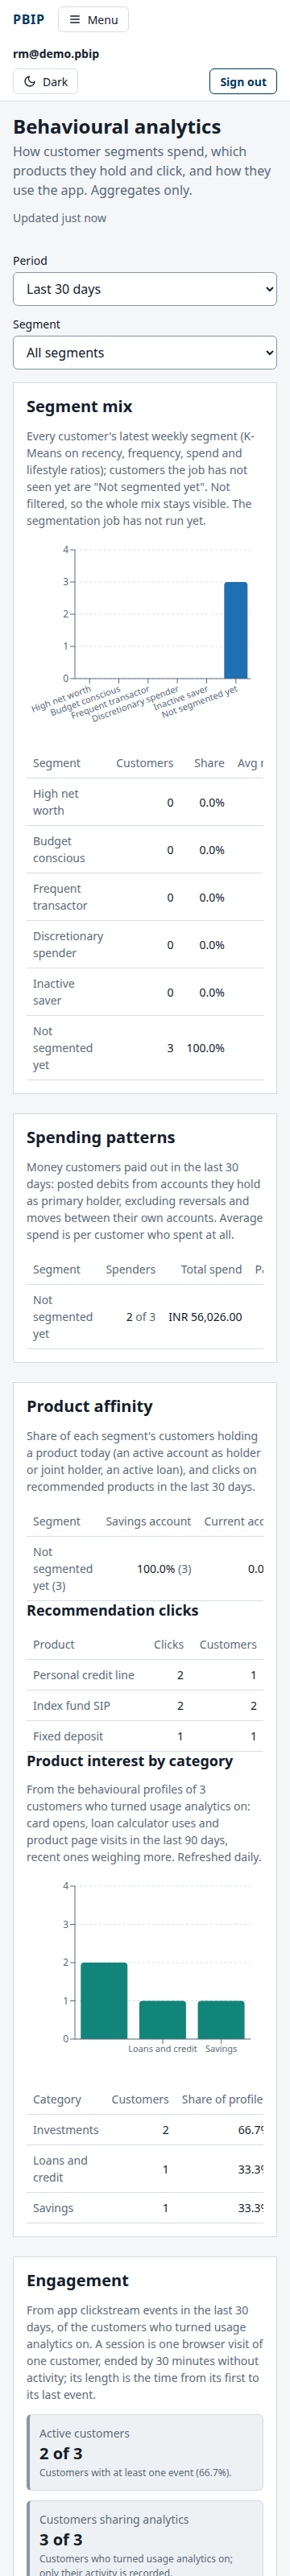 PBIP
Menu
rm@demo.pbip
Dark
Sign out
Behavioural analytics
How customer segments spend, which
products they hold and click, and how they
use the app. Aggregates only.
Updated just now
Period
Last 30 days
Segment
All segments
Segment mix
Every customer's latest weekly segment (K-
Means on recency, frequency, spend and
lifestyle ratios); customers the job has not
seen yet are "Not segmented yet". Not
filtered, so the whole mix stays visible. The
segmentation job has not run yet.
4
3
2
1
0
High net worth
Budget conscious
Frequent transactor
Discretionary spender
Inactive saver
Not segmented yet
Segment Customers Share Avg
High net
worth 0 0.0%
Budget
conscious 0 0.0%
Frequent
transactor 0 0.0%
Discretionary
spender 0 0.0%
Inactive
saver 0 0.0%
Not
segmented 3 100.0%
yet
Spending patterns
Money customers paid out in the last 30
days: posted debits from accounts they hold
as primary holder, excluding reversals and
moves between their own accounts. Average
spend is per customer who spent at all.
Segment Spenders Total spend
Not
segmented 2 of 3 INR 56,026.00
yet
Product affinity
Share of each segment's customers holding
a product today (an active account as holder
or joint holder, an active loan), and clicks on
recommended products in the last 30 days.
Segment Savings account Current acc
Not
segmented 100.0% (3) 0.0
yet (3)
Recommendation clicks
Product Clicks Customers
Personal credit line 2 1
Index fund SIP 2 2
Fixed deposit 1 1
Product interest by category
From the behavioural profiles of 3
customers who turned usage analytics on:
card opens, loan calculator uses and
product page visits in the last 90 days,
recent ones weighing more. Refreshed daily.
4
3
2
1
0
Loans and credit Savings
Category Customers Share of profile
Investments 2 66.7%
Loans and
credit 1 33.3%
Savings 1 33.3%
Engagement
From app clickstream events in the last 30
days, of the customers who turned usage
analytics on. A session is one browser visit of
one customer, ended by 30 minutes without
activity; its length is the time from its first to
its last event.
Active customers
2 of 3
Customers with at least one event (66.7%).
Customers sharing analytics
3 of 3
Customers who turned usage analytics on;
only their activity is recorded.